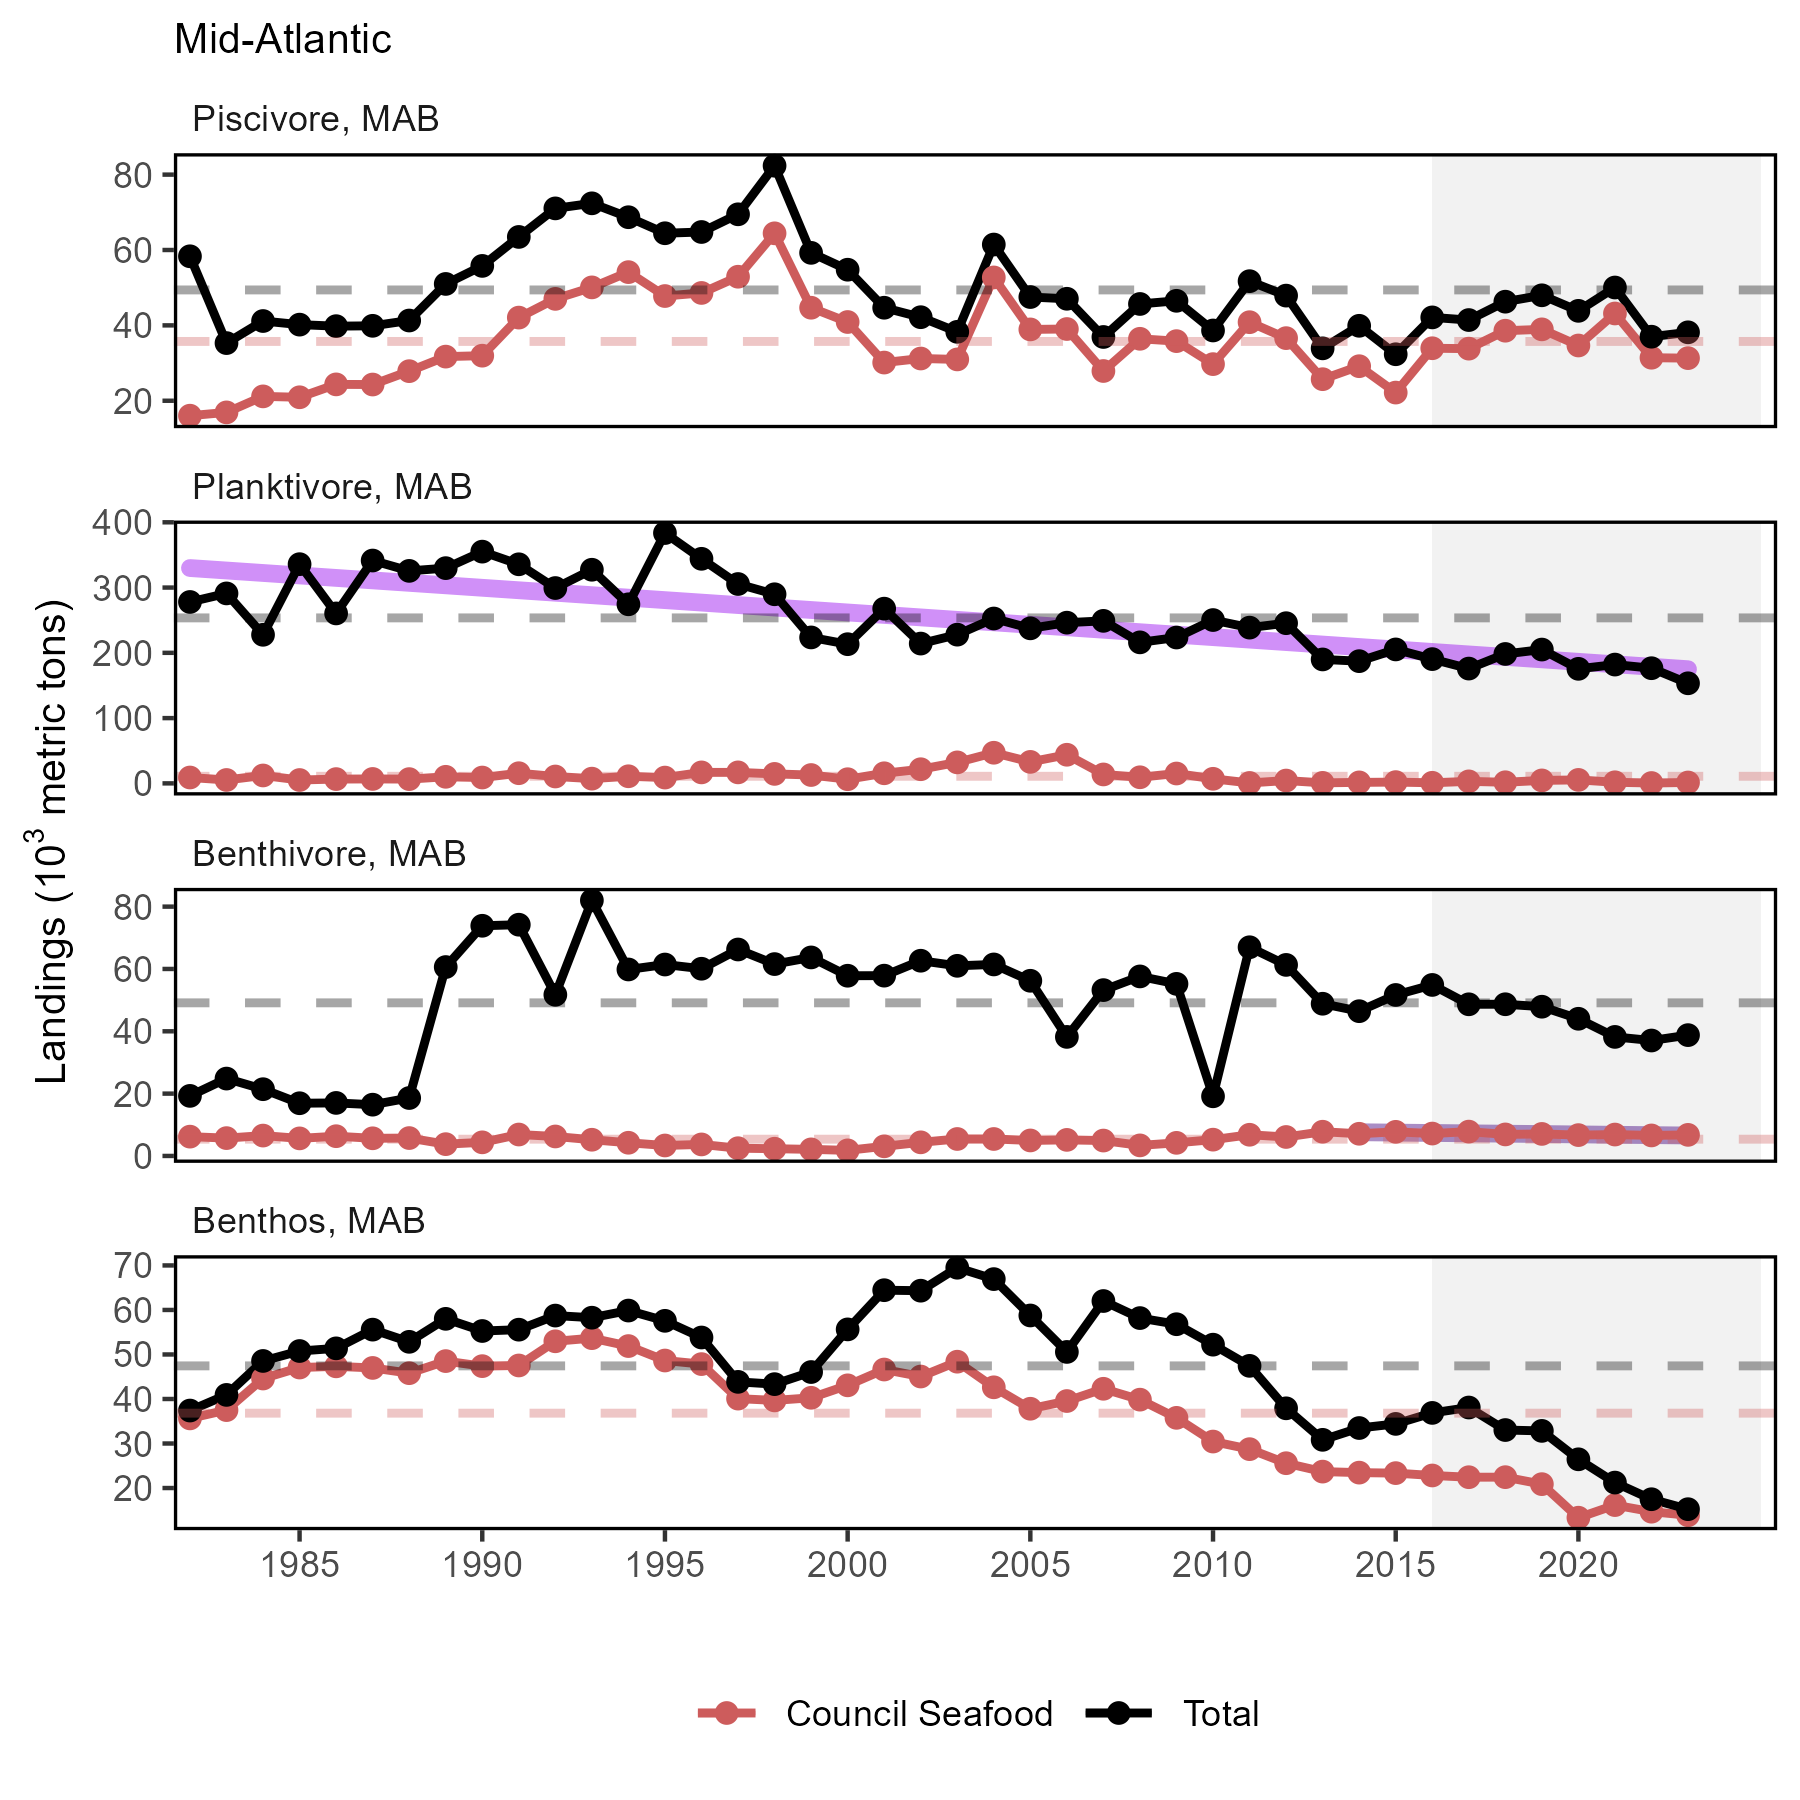 Mid-Atlantic
Piscivore, MAB
80
60
40
20
Planktivore, MAB
400
300
200
100
0
Benthivore, MAB
80
60
40
20
0
Benthos, MAB
70
60
50
40
30
20
1985 1990 1995 2000 2005 2010 2015 2020
Landings (10³ metric tons)
Council Seafood Total